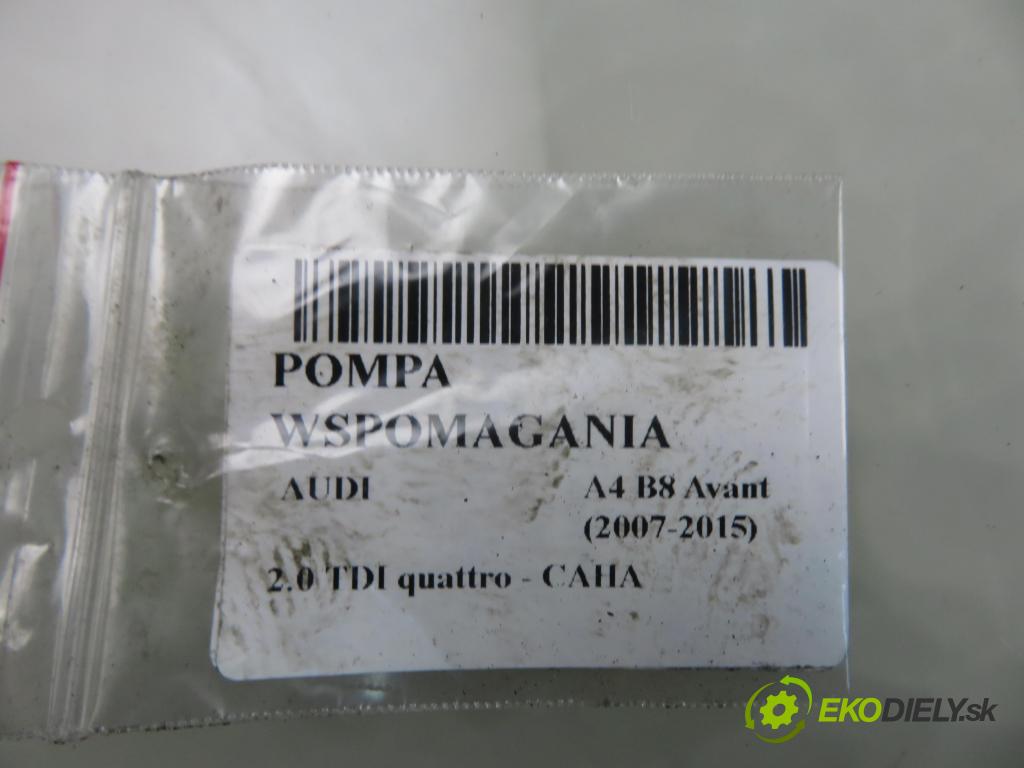 POMPA
WSPOMAGANIA
AUDI A4 B8 Avant
(2007-2015)
2.0 TDI quattro - CAHA
EKODIELY.sk